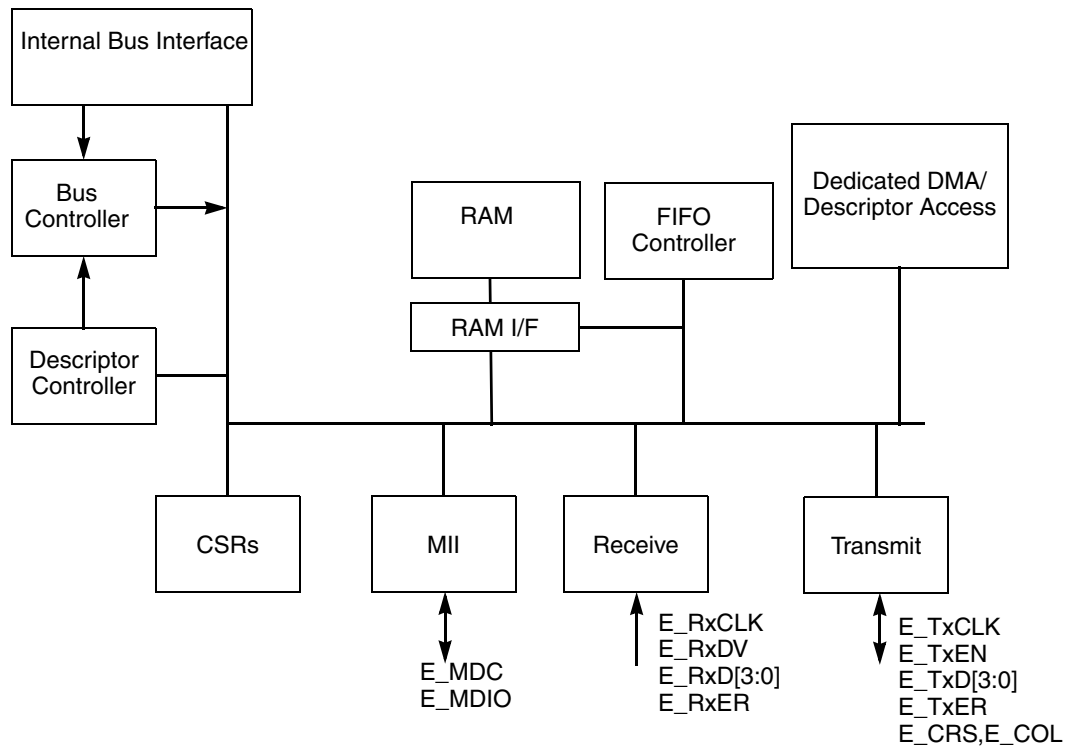 Internal Bus Interface
Bus
Controller
RAM
FIFO
Controller
Dedicated DMA/
Descriptor Access
RAM I/F
Descriptor
Controller
CSRs
MII
Receive
Transmit
E_MDC
E_MDIO
E_RxCLK
E_RxDV
E_RxD[3:0]
E_RxER
E_TxCLK
E_TxEN
E_TxD[3:0]
E_TxER
E_CRS,E_COL